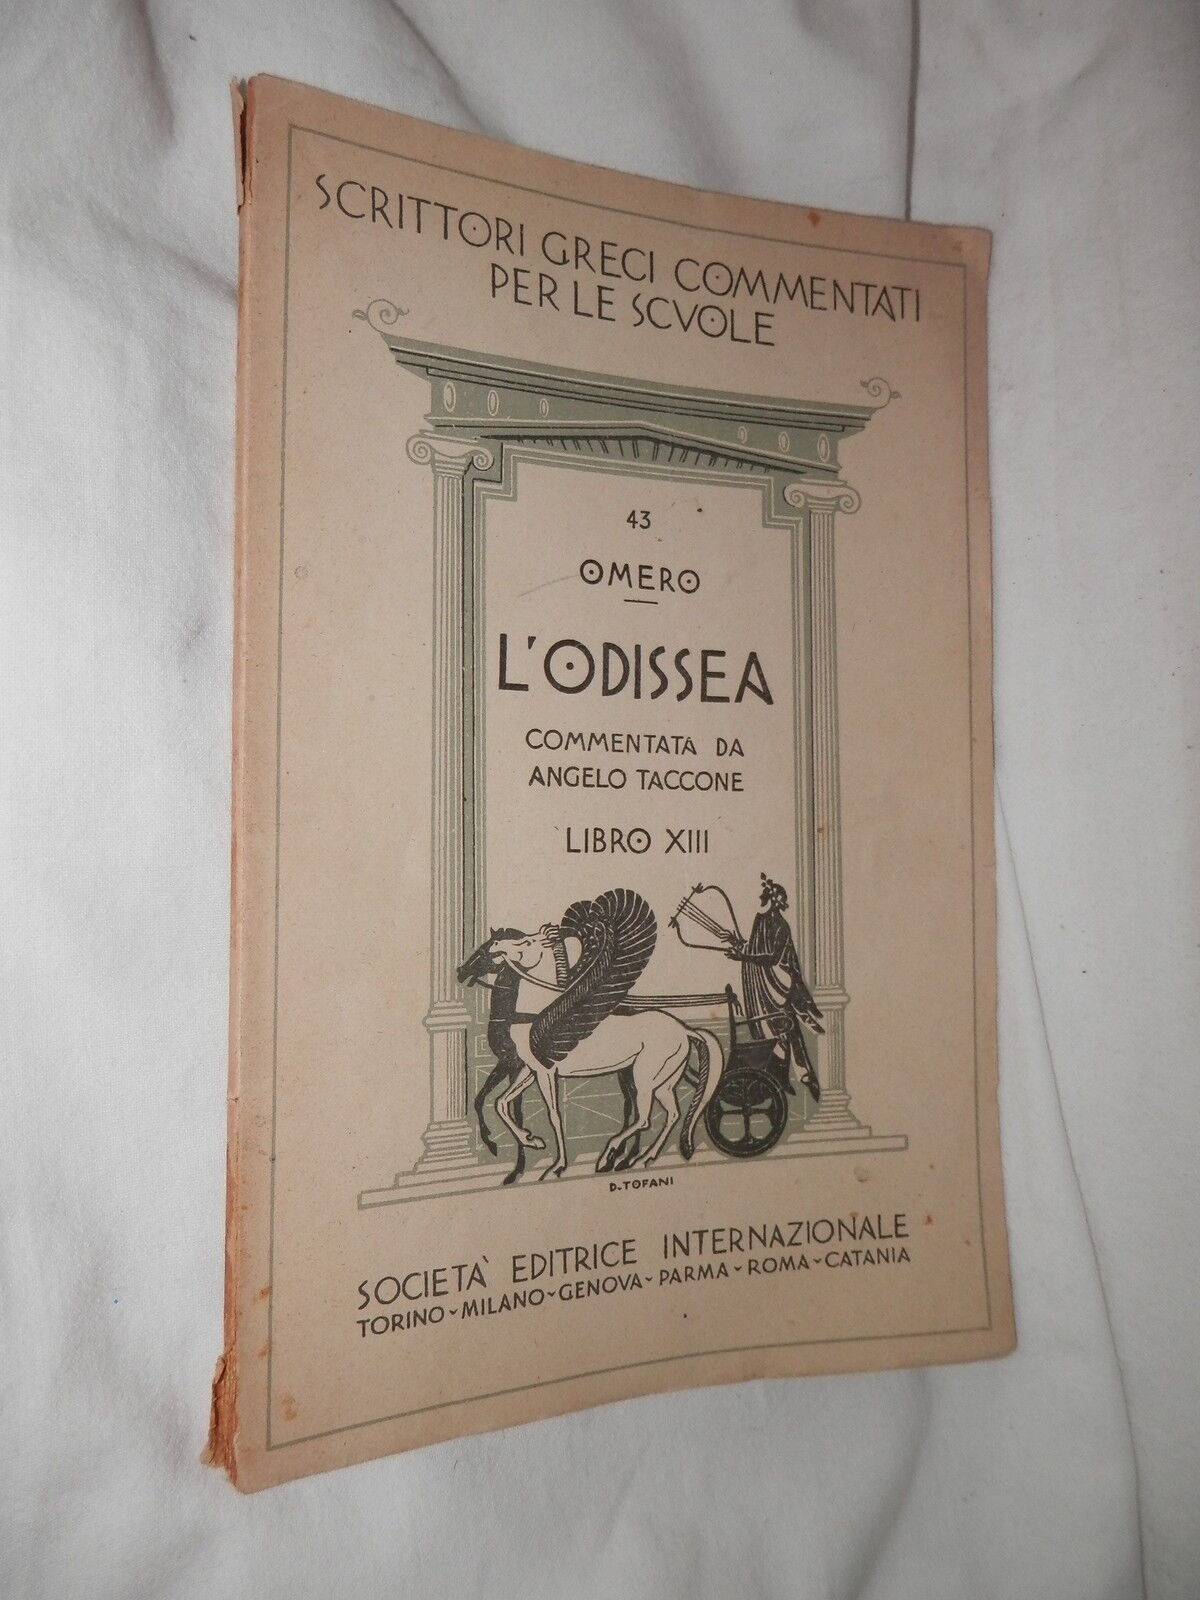 SCRITTORI GRECI COMMENTATI
PER LE SCVOLE
43
OMERO
L'ODISSEA
COMMENTATA DA
ANGELO TACCONE
LIBRO XIII
D. TOFANI
SOCIETÀ EDITRICE INTERNAZIONALE
TORINO - MILANO - GENOVA - PARMA - ROMA - CATANIA